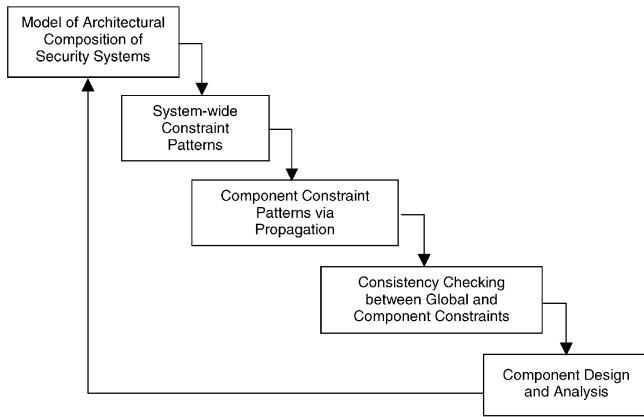 Model of Architectural
Composition of
Security Systems
System-wide
Constraint
Patterns
Component Constraint
Patterns via
Propagation
Consistency Checking
between Global and
Component Constraints
Component Design
and Analysis